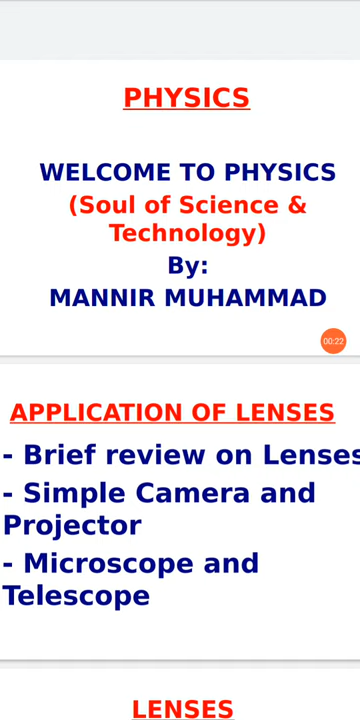 PHYSICS
WELCOME TO PHYSICS
(Soul of Science &
Technology)
By:
MANNIR MUHAMMAD
00:22
APPLICATION OF LENSES
- Brief review on Lenses
- Simple Camera and
Projector
- Microscope and
Telescope
LENSES